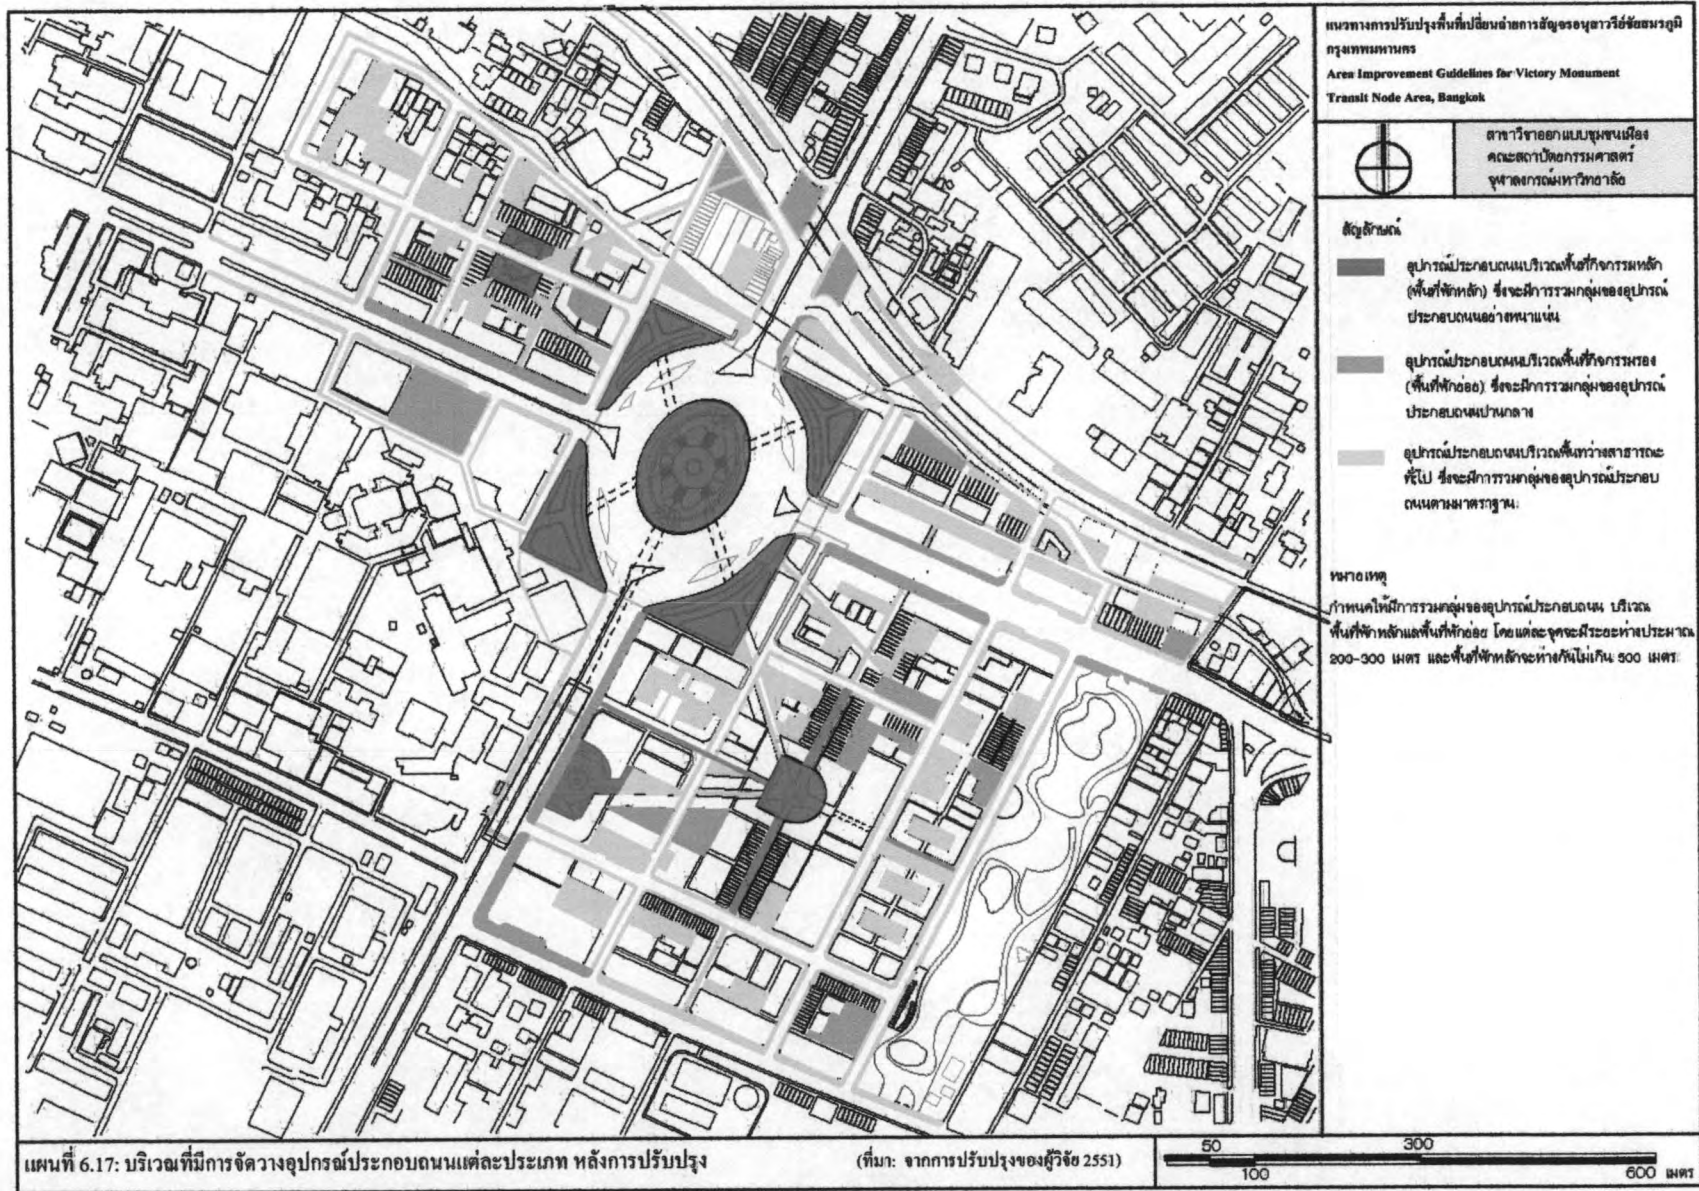 แนวทางการปรับปรุงพื้นที่เปลี่ยนถ่ายการสัญจรอนุสาวรีย์ชัยสมรภูมิ
กรุงเทพมหานคร
Area Improvement Guidelines for Victory Monument
Transit Node Area, Bangkok
สาขาวิชาออกแบบชุมชนเมือง
คณะสถาปัตยกรรมศาสตร์
จุฬาลงกรณ์มหาวิทยาลัย
สัญลักษณ์
อุปกรณ์ประกอบถนนบริเวณพื้นที่กิจกรรมหลัก
(พื้นที่พักหลัก) ซึ่งจะมีการรวมกลุ่มของอุปกรณ์
ประกอบถนนอย่างหนาแน่น
อุปกรณ์ประกอบถนนบริเวณพื้นที่กิจกรรมรอง
(พื้นที่พักย่อย) ซึ่งจะมีการรวมกลุ่มของอุปกรณ์
ประกอบถนนปานกลาง
อุปกรณ์ประกอบถนนบริเวณพื้นที่ว่างสาธารณะ
ทั่วไป ซึ่งจะมีการรวมกลุ่มของอุปกรณ์ประกอบ
ถนนตามมาตรฐาน
หมายเหตุ
กำหนดให้มีการรวมกลุ่มของอุปกรณ์ประกอบถนน บริเวณ
พื้นที่พักหลักและพื้นที่พักย่อย โดยแต่ละจุดจะมีระยะห่างประมาณ
200-300 เมตร และพื้นที่พักหลักจะห่างกันไม่เกิน 500 เมตร
แผนที่ 6.17: บริเวณที่มีการจัดวางอุปกรณ์ประกอบถนนแต่ละประเภท หลังการปรับปรุง
(ที่มา: จากการปรับปรุงของผู้วิจัย 2551)
50 300
100 600 เมตร